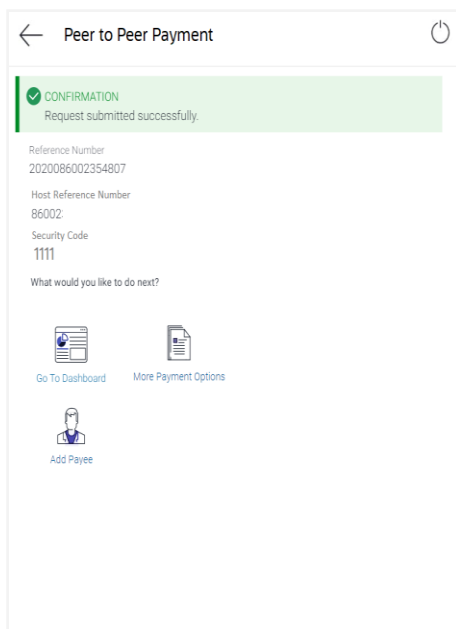 Peer to Peer Payment
CONFIRMATION
Request submitted successfully.
Reference Number
2020086002354807
Host Reference Number
86002:
Security Code
1111
What would you like to do next?
Go To Dashboard
More Payment Options
Add Payee